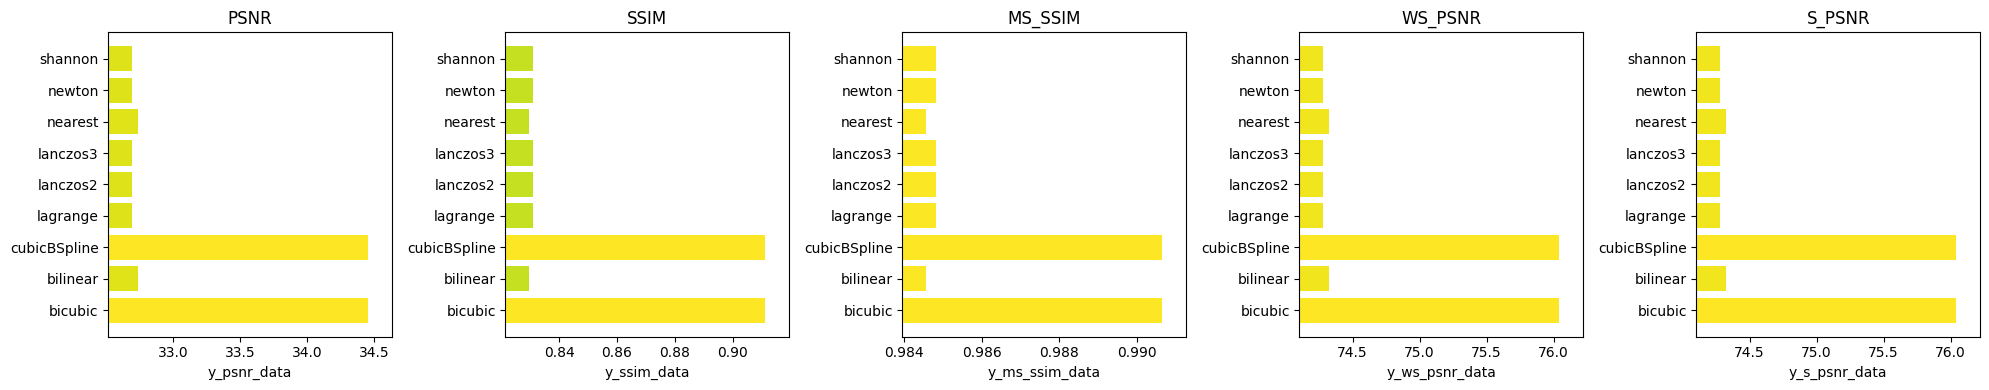 PSNR
shannon
newton
nearest
lanczos3
lanczos2
lagrange
cubicBSpline
bilinear
bicubic
33.0 33.5 34.0 34.5
y_psnr_data
SSIM
shannon
newton
nearest
lanczos3
lanczos2
lagrange
cubicBSpline
bilinear
bicubic
0.84 0.86 0.88 0.90
y_ssim_data
MS_SSIM
shannon
newton
nearest
lanczos3
lanczos2
lagrange
cubicBSpline
bilinear
bicubic
0.984 0.986 0.988 0.990
y_ms_ssim_data
WS_PSNR
shannon
newton
nearest
lanczos3
lanczos2
lagrange
cubicBSpline
bilinear
bicubic
74.5 75.0 75.5 76.0
y_ws_psnr_data
S_PSNR
shannon
newton
nearest
lanczos3
lanczos2
lagrange
cubicBSpline
bilinear
bicubic
74.5 75.0 75.5 76.0
y_s_psnr_data